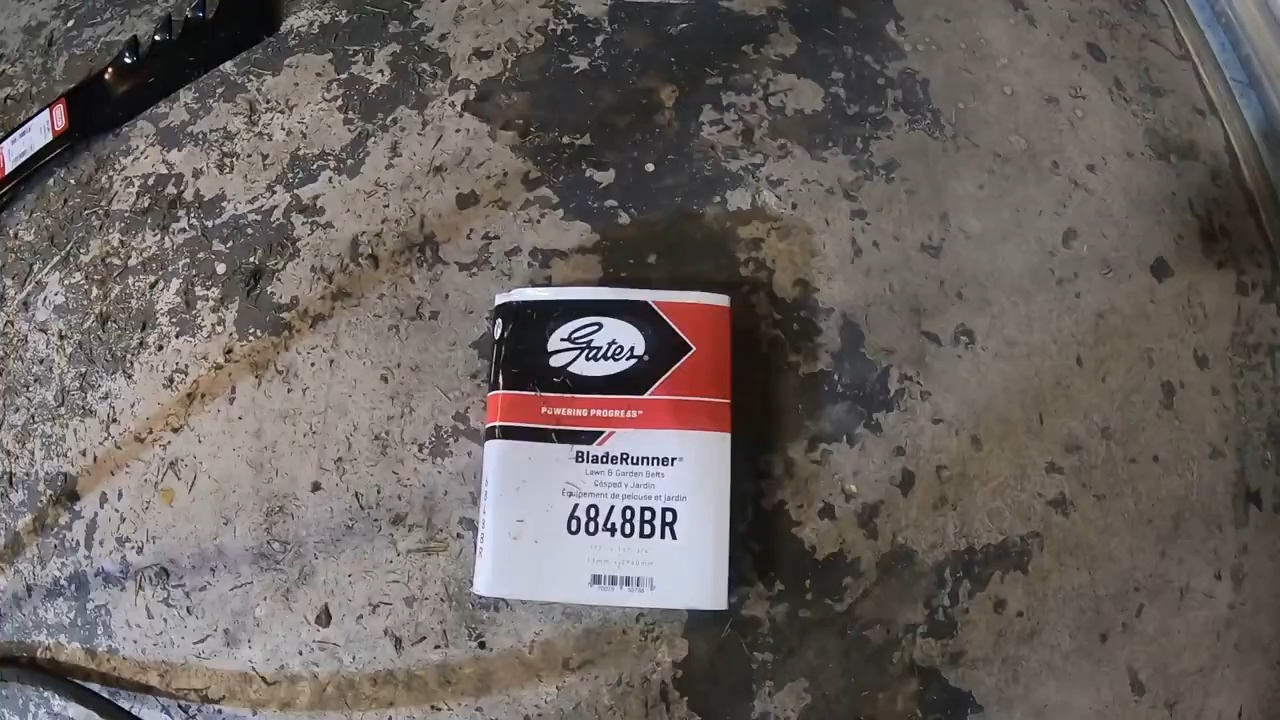 Gates
POWERING PROGRESS™
BladeRunner®
Lawn & Garden Belts
Césped y Jardín
Équipement de pelouse et jardin
6848BR